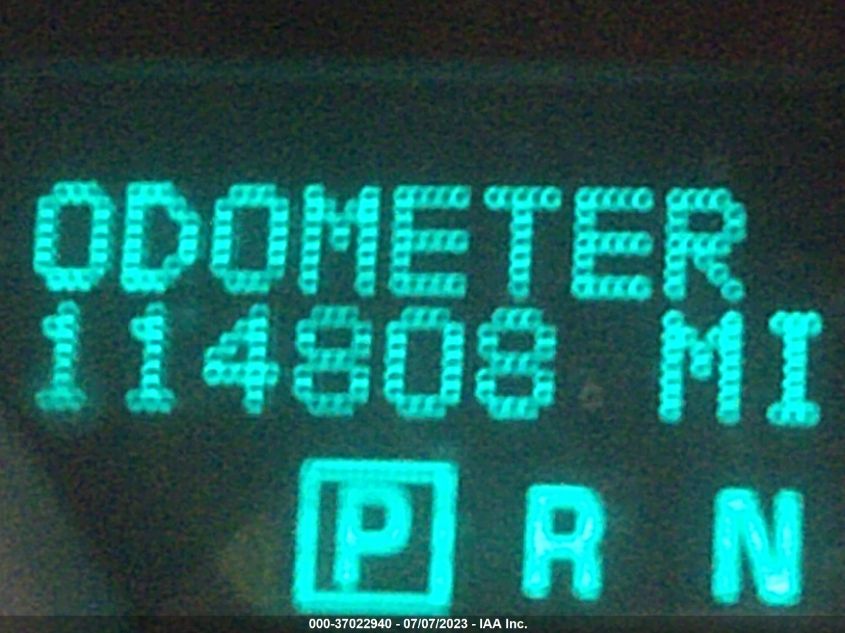 ODOMETER
114808 MI
P R N
000-37022940 - 07/07/2023 - IAA Inc.